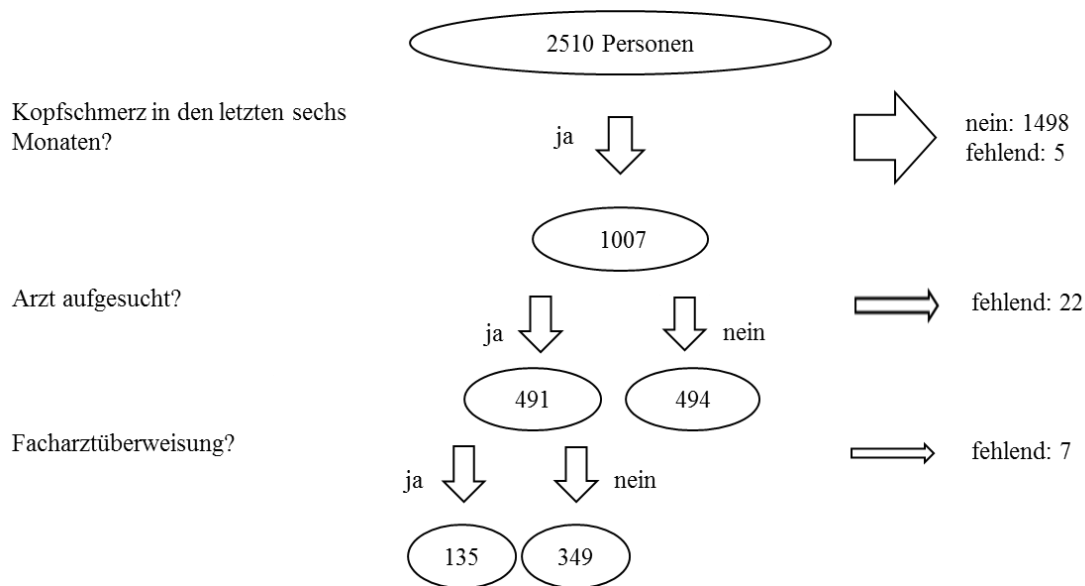 2510 Personen
Kopfschmerz in den letzten sechs
Monaten?
ja
nein: 1498
fehlend: 5
1007
Arzt aufgesucht?
ja
nein
fehlend: 22
491
494
Facharztüberweisung?
ja
nein
fehlend: 7
135
349